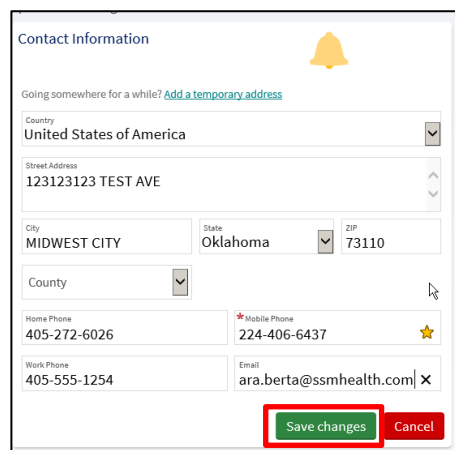 Contact Information
Going somewhere for a while? Add a temporary address
Country
United States of America
Street Address
123123123 TEST AVE
City State ZIP
MIDWEST CITY Oklahoma 73110
County
Home Phone *Mobile Phone
405-272-6026 224-406-6437
Work Phone Email
405-555-1254 ara.berta@ssmhealth.com
Save changes Cancel